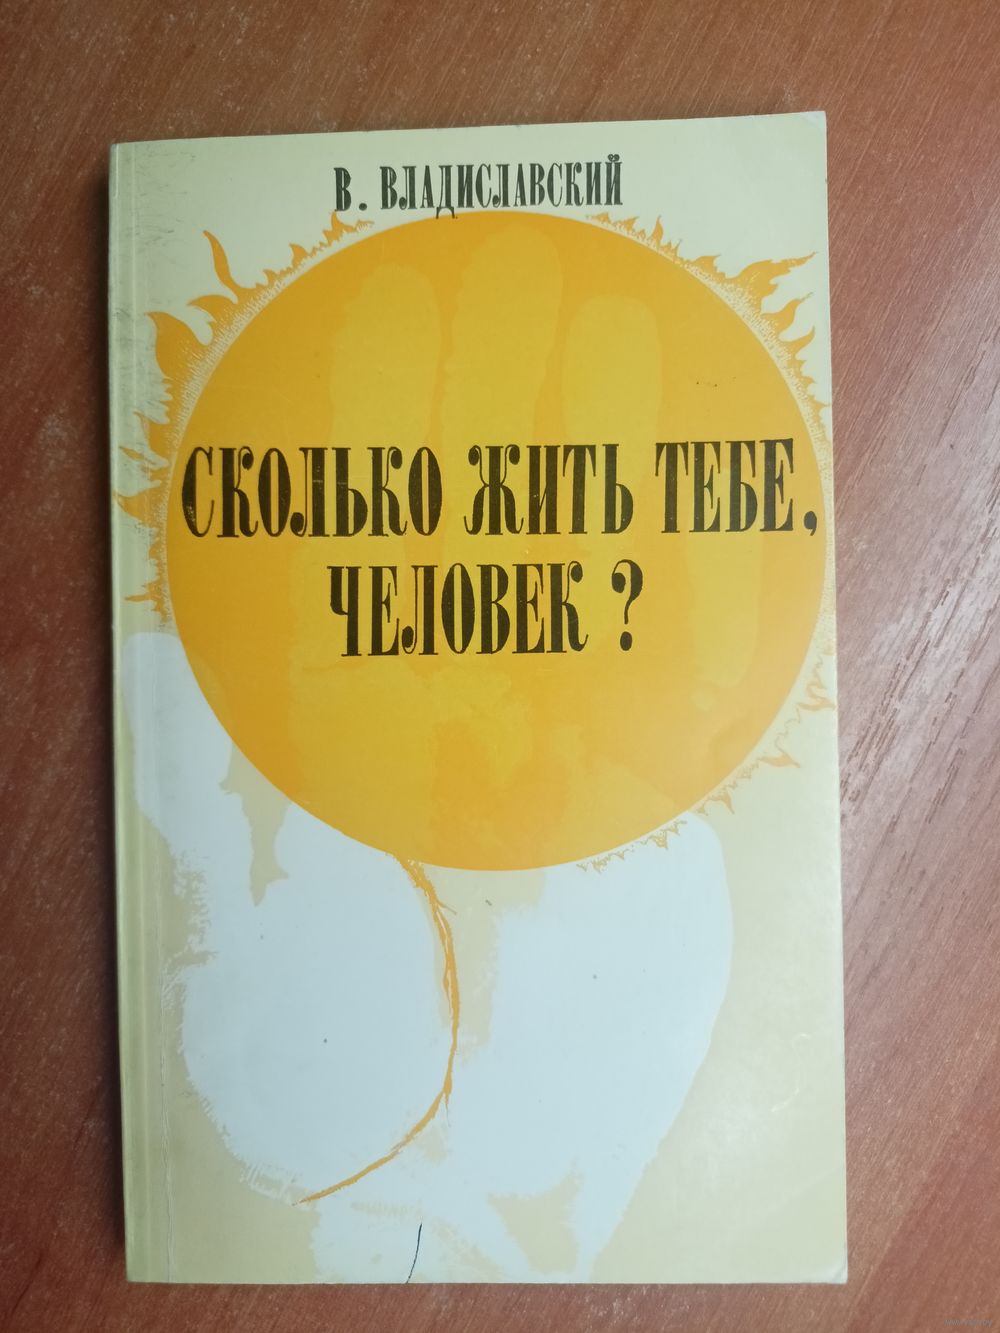 В. ВЛАДИСЛАВСКИЙ
СКОЛЬКО ЖИТЬ ТЕБЕ,
ЧЕЛОВЕК ?